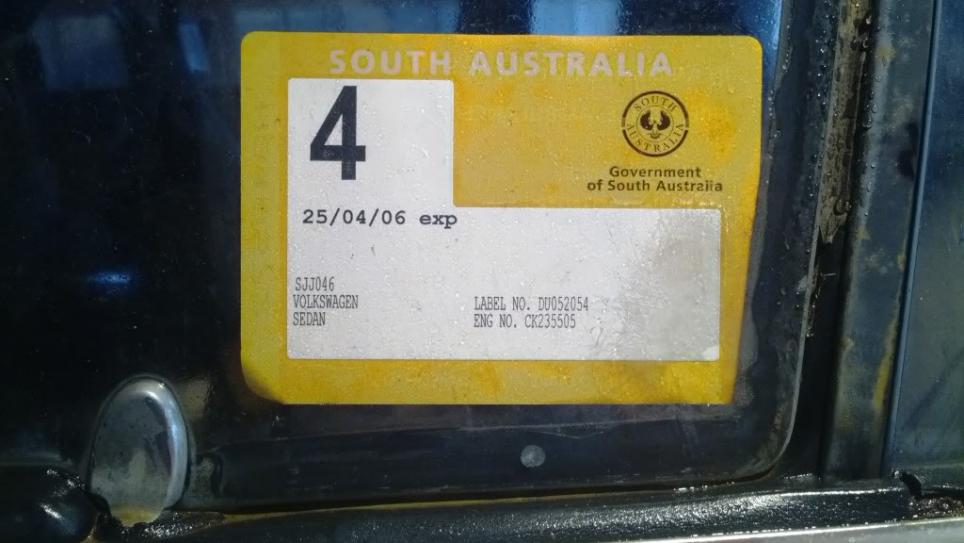 SOUTH AUSTRALIA
4
SOUTH
AUSTRALIA
Government
of South Australia
25/04/06 exp
SJJ046
VOLKSWAGEN
LABEL NO. DU052054
SEDAN
ENG NO. CK235505